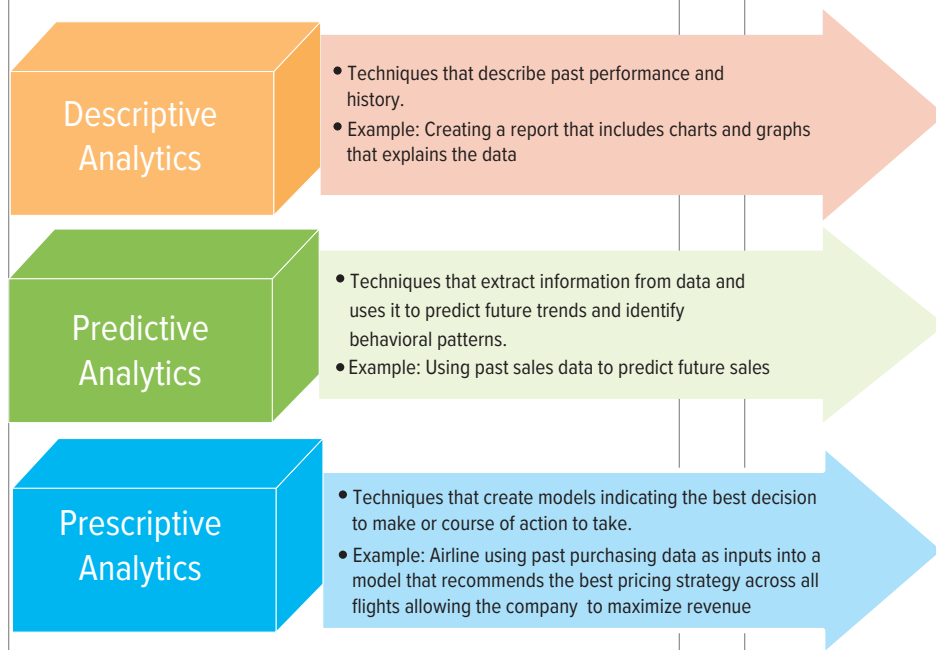 Descriptive
Analytics
• Techniques that describe past performance and
history.
• Example: Creating a report that includes charts and graphs
that explains the data
Predictive
Analytics
• Techniques that extract information from data and
uses it to predict future trends and identify
behavioral patterns.
• Example: Using past sales data to predict future sales
Prescriptive
Analytics
• Techniques that create models indicating the best decision
to make or course of action to take.
• Example: Airline using past purchasing data as inputs into a
model that recommends the best pricing strategy across all
flights allowing the company to maximize revenue